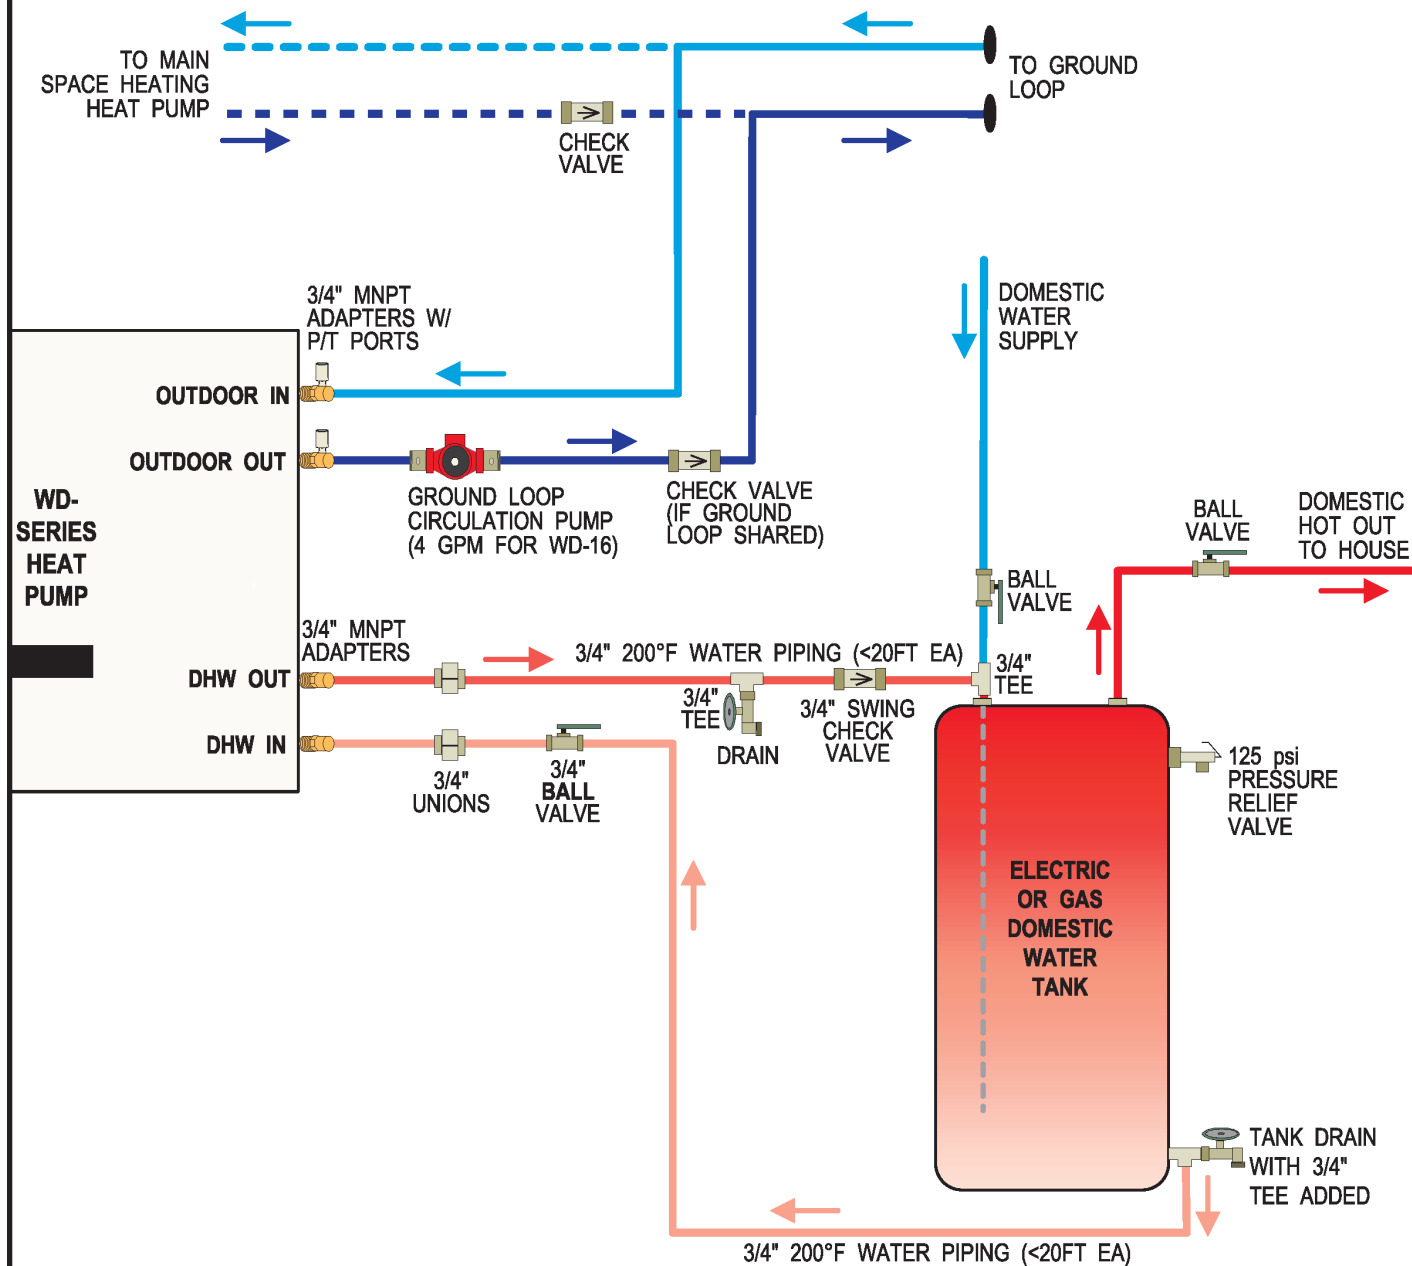 TO MAIN
SPACE HEATING
HEAT PUMP
CHECK
VALVE
TO GROUND
LOOP
3/4" MNPT
ADAPTERS W/
P/T PORTS
DOMESTIC
WATER
SUPPLY
OUTDOOR IN
OUTDOOR OUT
WD-
SERIES
HEAT
PUMP
GROUND LOOP
CIRCULATION PUMP
(4 GPM FOR WD-16)
CHECK VALVE
(IF GROUND
LOOP SHARED)
BALL
VALVE
DOMESTIC
HOT OUT
TO HOUSE
BALL
VALVE
3/4" MNPT
ADAPTERS
3/4" 200°F WATER PIPING (<20FT EA)
3/4"
TEE
DHW OUT
3/4"
TEE
DRAIN
3/4" SWING
CHECK
VALVE
DHW IN
3/4"
UNIONS
3/4"
BALL
VALVE
125 psi
PRESSURE
RELIEF
VALVE
ELECTRIC
OR GAS
DOMESTIC
WATER
TANK
TANK DRAIN
WITH 3/4"
TEE ADDED
3/4" 200°F WATER PIPING (<20FT EA)